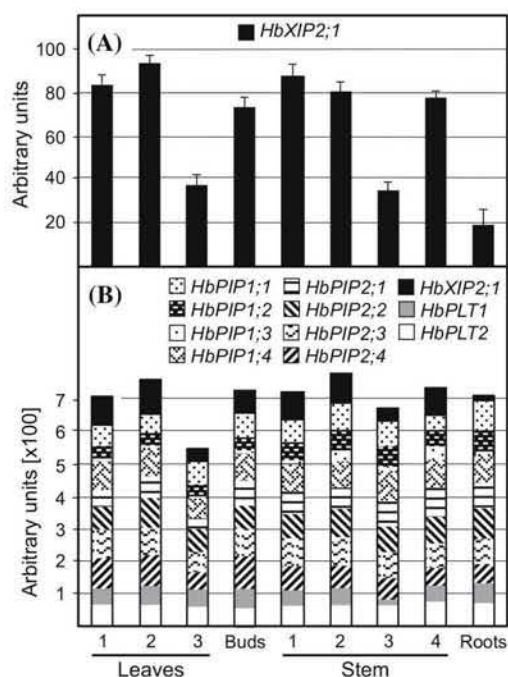 (A) HbXIP2;1
Arbitrary units
100
80
60
40
20
(B) HbPIP1;1 HbPIP2;1 HbXIP2;1
HbPIP1;2 HbPIP2;2 HbPLT1
HbPIP1;3 HbPIP2;3 HbPLT2
HbPIP1;4 HbPIP2;4
Arbitrary units [x100]
7
6
5
4
3
2
1
1 2 3 Buds 1 2 3 4 Roots
Leaves Stem